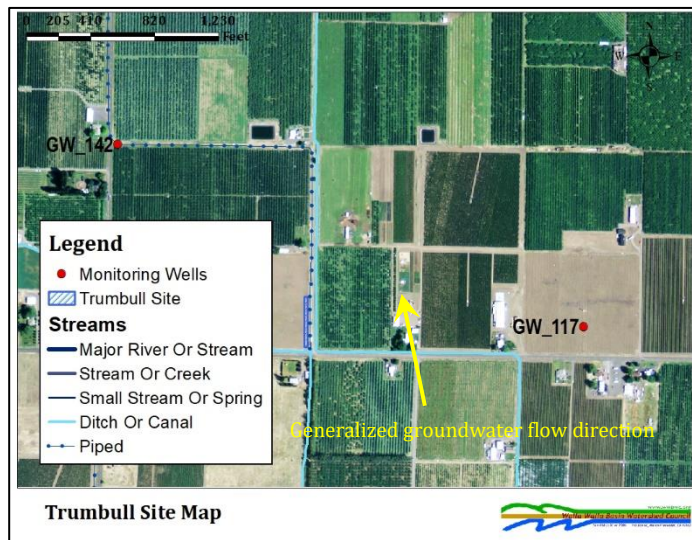 0 205 410 820 1,230
Feet
N
W E
S
GW_142
Legend
Monitoring Wells
Trumbull Site
Streams
Major River Or Stream
Stream Or Creek
Small Stream Or Spring
Ditch Or Canal
Piped
GW_117
Generalized groundwater flow direction
Trumbull Site Map
Walla Walla Basin Watershed Council